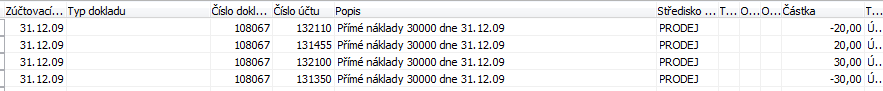 Zúčtovací... Typ dokladu Číslo dokl... Číslo účtu Popis Středisko ... T... O... O... Částka T...
31.12.09 108067 132110 Přímé náklady 30000 dne 31.12.09 PRODEJ -20,00 Ú...
31.12.09 108067 131455 Přímé náklady 30000 dne 31.12.09 PRODEJ 20,00 Ú...
31.12.09 108067 132100 Přímé náklady 30000 dne 31.12.09 PRODEJ 30,00 Ú...
31.12.09 108067 131350 Přímé náklady 30000 dne 31.12.09 PRODEJ -30,00 Ú...